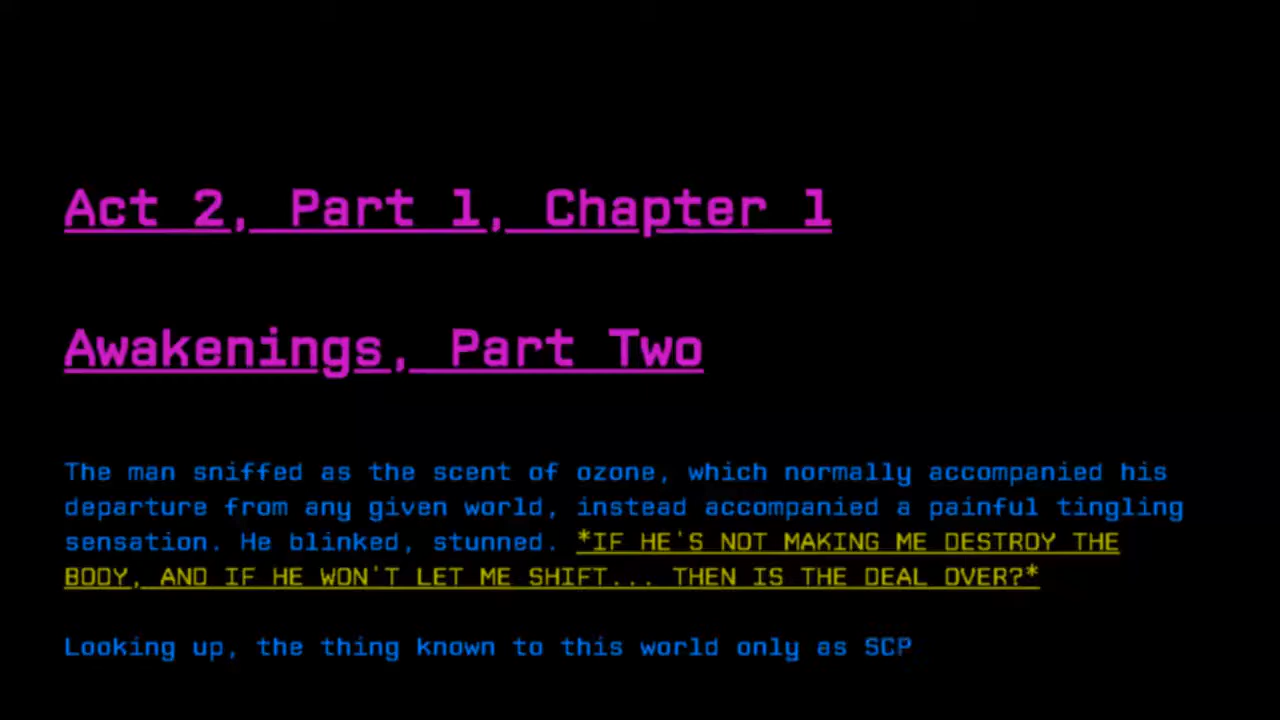 Act 2, Part 1, Chapter 1
Awakenings, Part Two
The man sniffed as the scent of ozone, which normally accompanied his
departure from any given world, instead accompanied a painful tingling
sensation. He blinked, stunned. *IF HE'S NOT MAKING ME DESTROY THE
BODY, AND IF HE WON'T LET ME SHIFT... THEN IS THE DEAL OVER?*
Looking up, the thing known to this world only as SCP